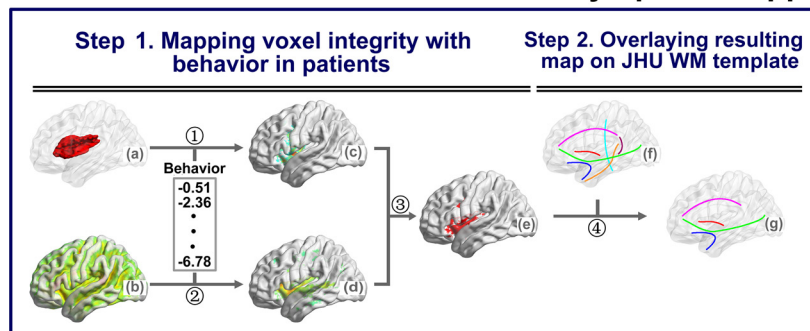 Step 1. Mapping voxel integrity with
behavior in patients
Step 2. Overlaying resulting
map on JHU WM template
(a)
①
Behavior
-0.51
-2.36
-6.78
(b)
②
(c)
(d)
③
(e)
(f)
④
(g)